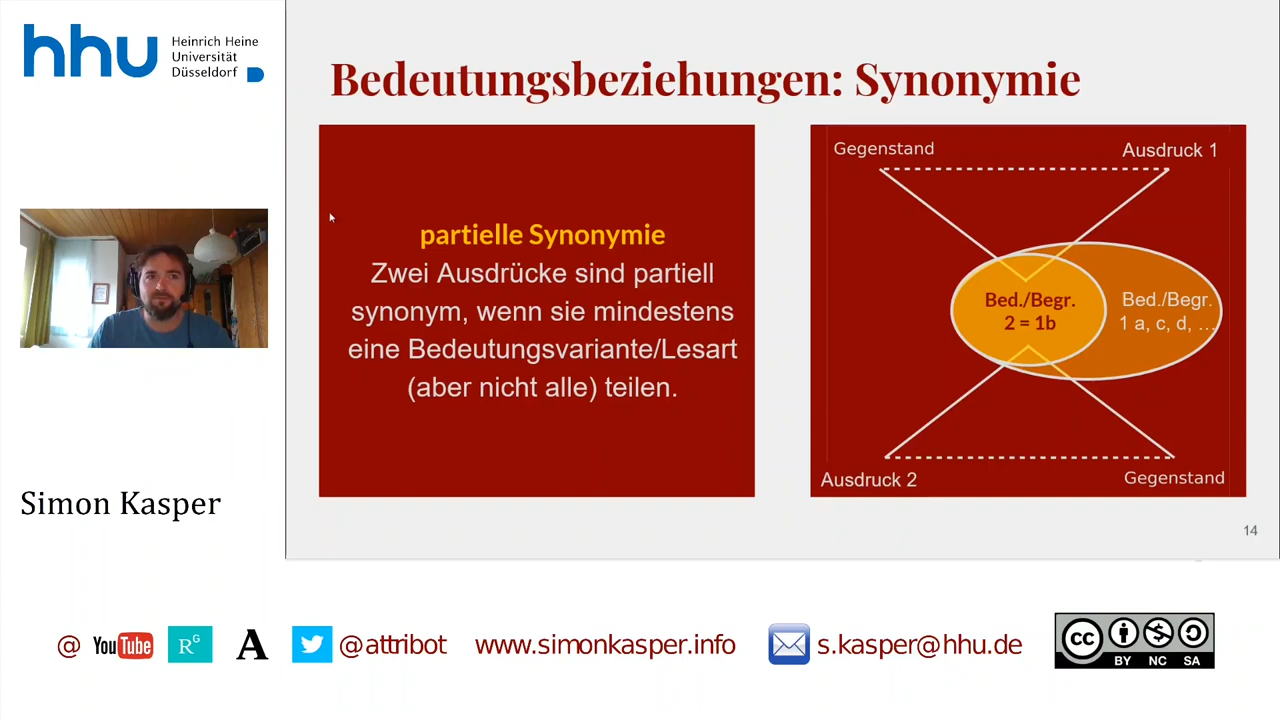 hhu
Heinrich Heine
Universität
Düsseldorf
Bedeutungsbeziehungen: Synonymie
partielle Synonymie
Zwei Ausdrücke sind partiell
synonym, wenn sie mindestens
eine Bedeutungsvariante/Lesart
(aber nicht alle) teilen.
Gegenstand
Ausdruck 1
Bed./Begr.
2 = 1b
Bed./Begr.
1 a, c, d, …
Ausdruck 2
Gegenstand
14
Simon Kasper
@ YouTube RG A @attribot www.simonkasper.info s.kasper@hhu.de
cc BY NC SA